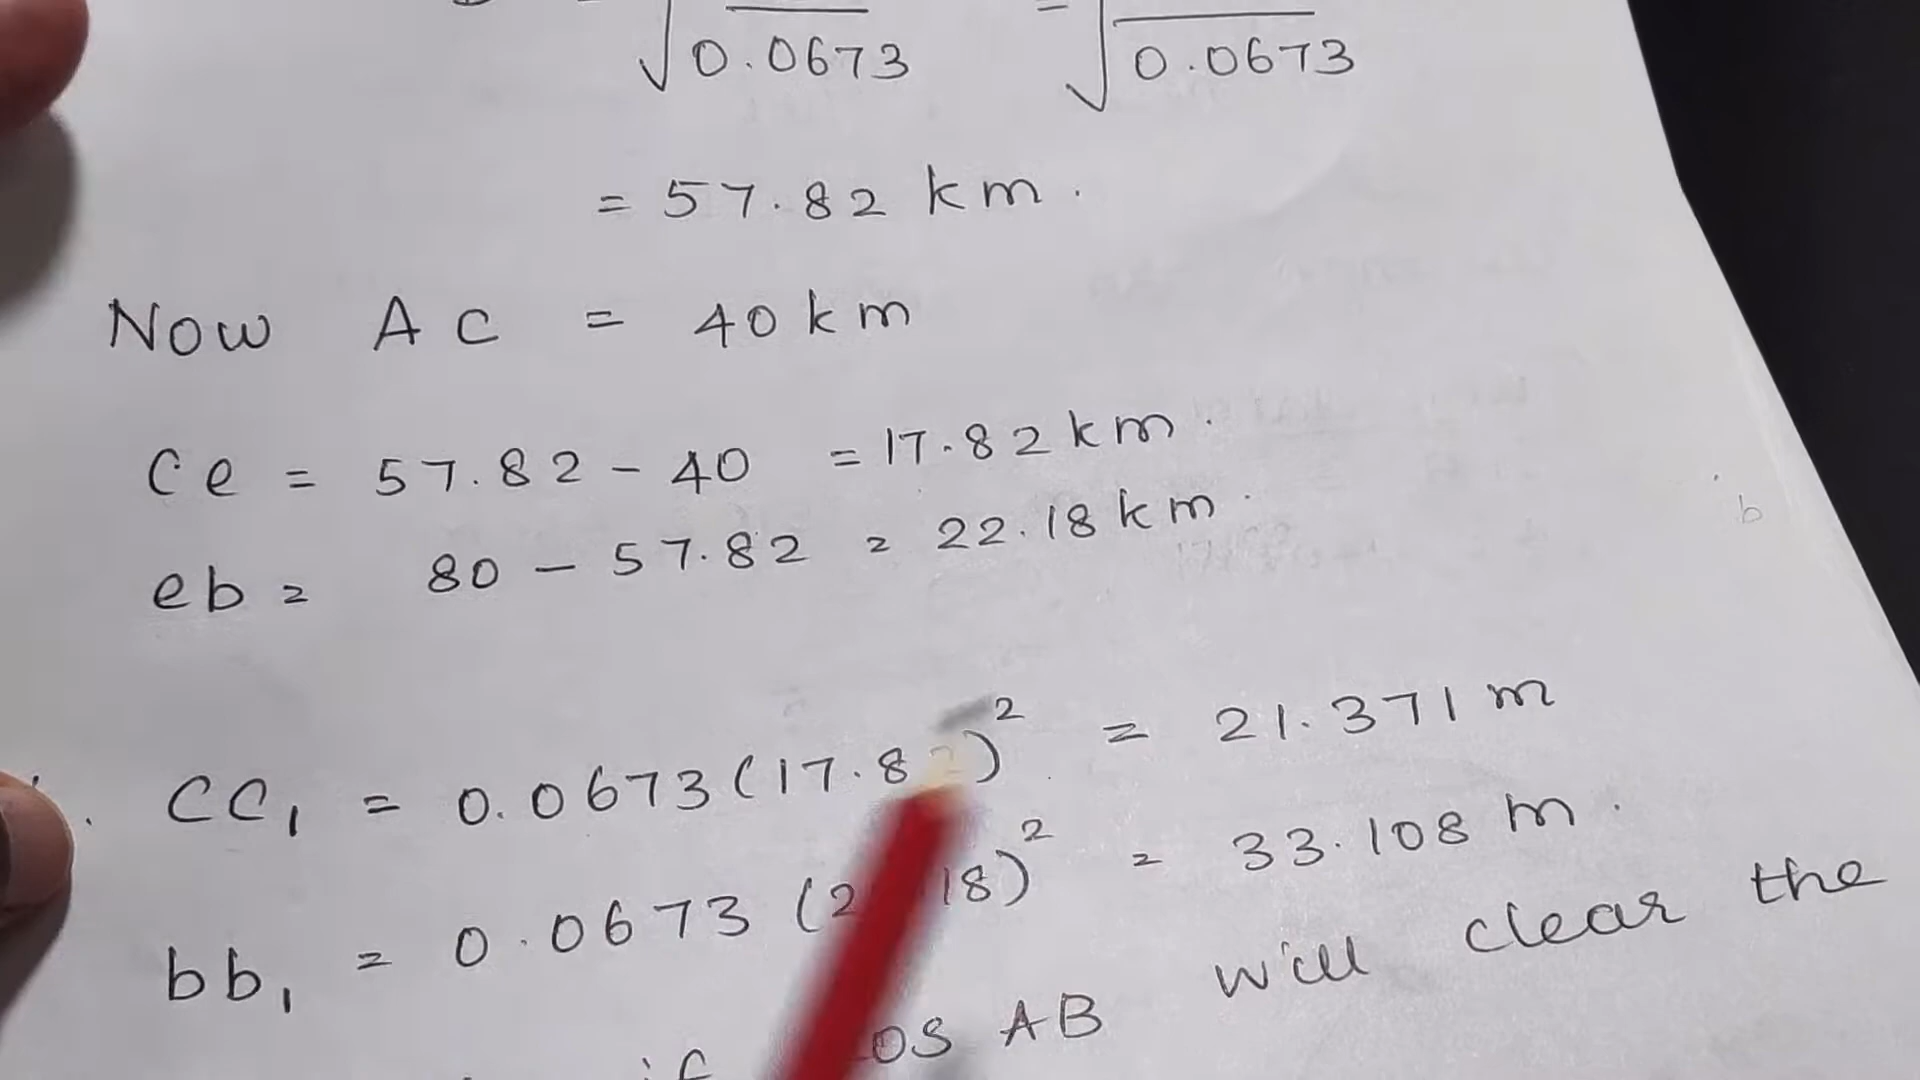 = √0.0673 = √0.0673
= 57.82 km.
Now AC = 40 km
Ce = 57.82 - 40 = 17.82 km.
eb = 80 - 57.82 = 22.18 km.
CC₁ = 0.0673 (17.8 )² = 21.371 m
bb₁ = 0.0673 (2 18)² = 33.108 m.
AB will clear the
b